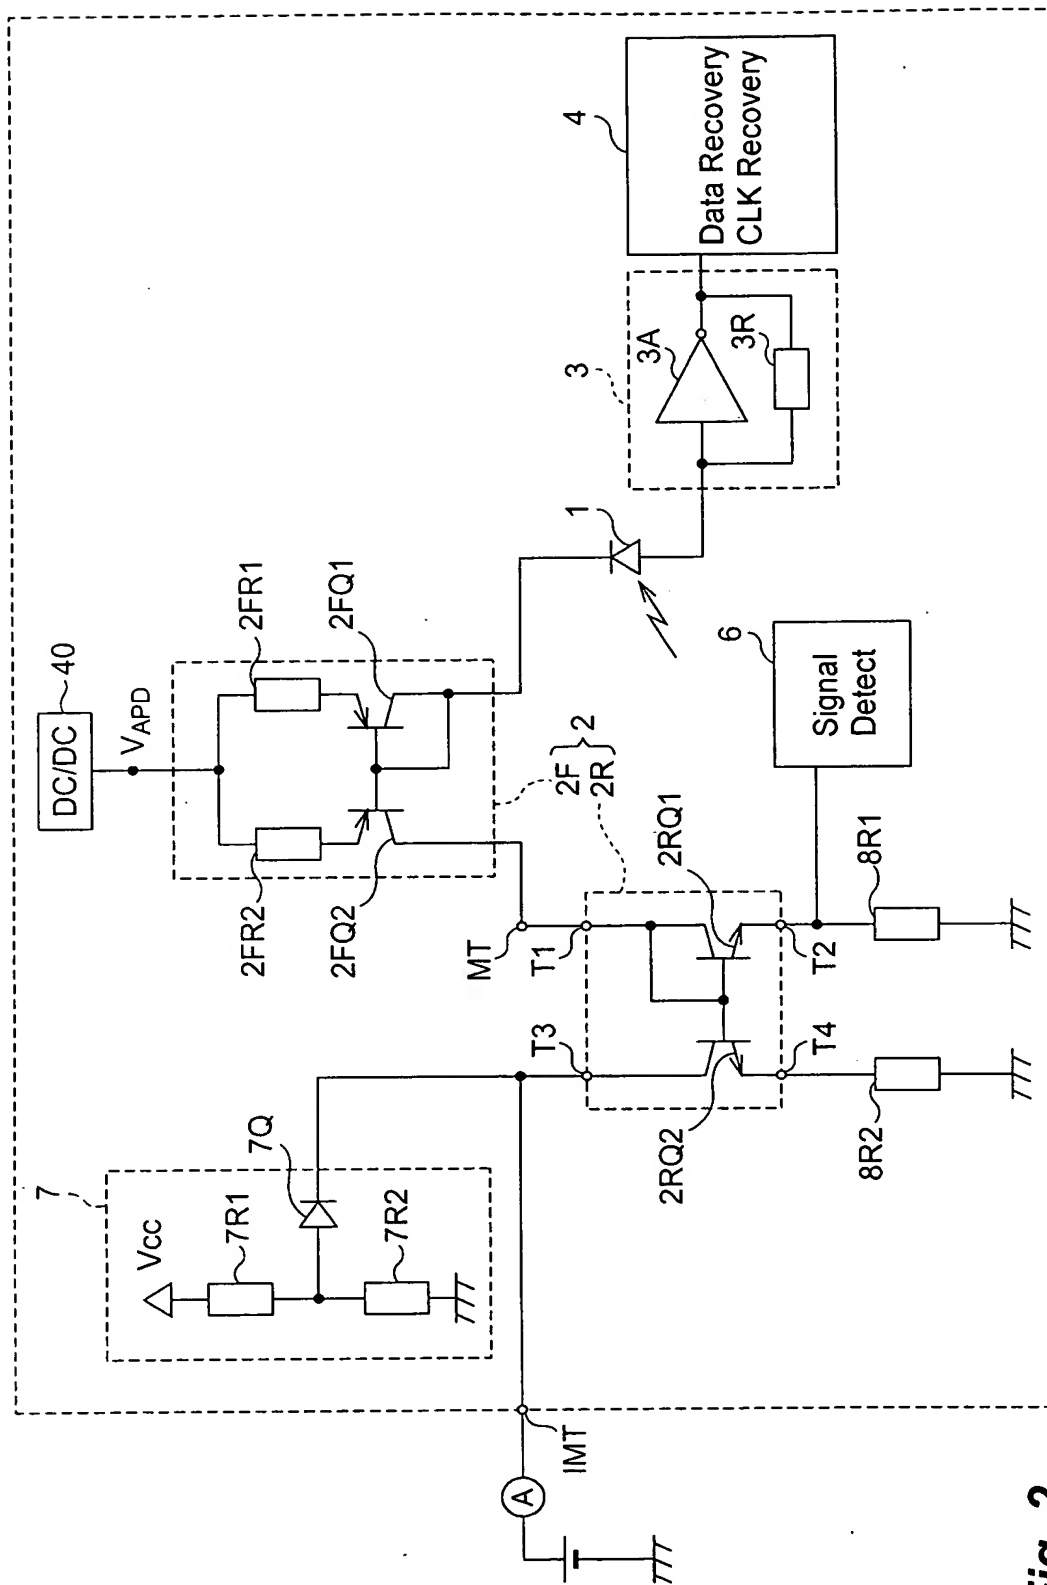 DC/DC
40
VAPD
2FR2
2FR1
2FQ2
2FQ1
2F
2R
2
1
3
3A
3R
4
Data Recovery
CLK Recovery
7
Vcc
7R1
7Q
7R2
MT
T1
T3
2RQ1
2RQ2
T2
T4
6
Signal
Detect
8R1
8R2
A
IMT
Fig. 2